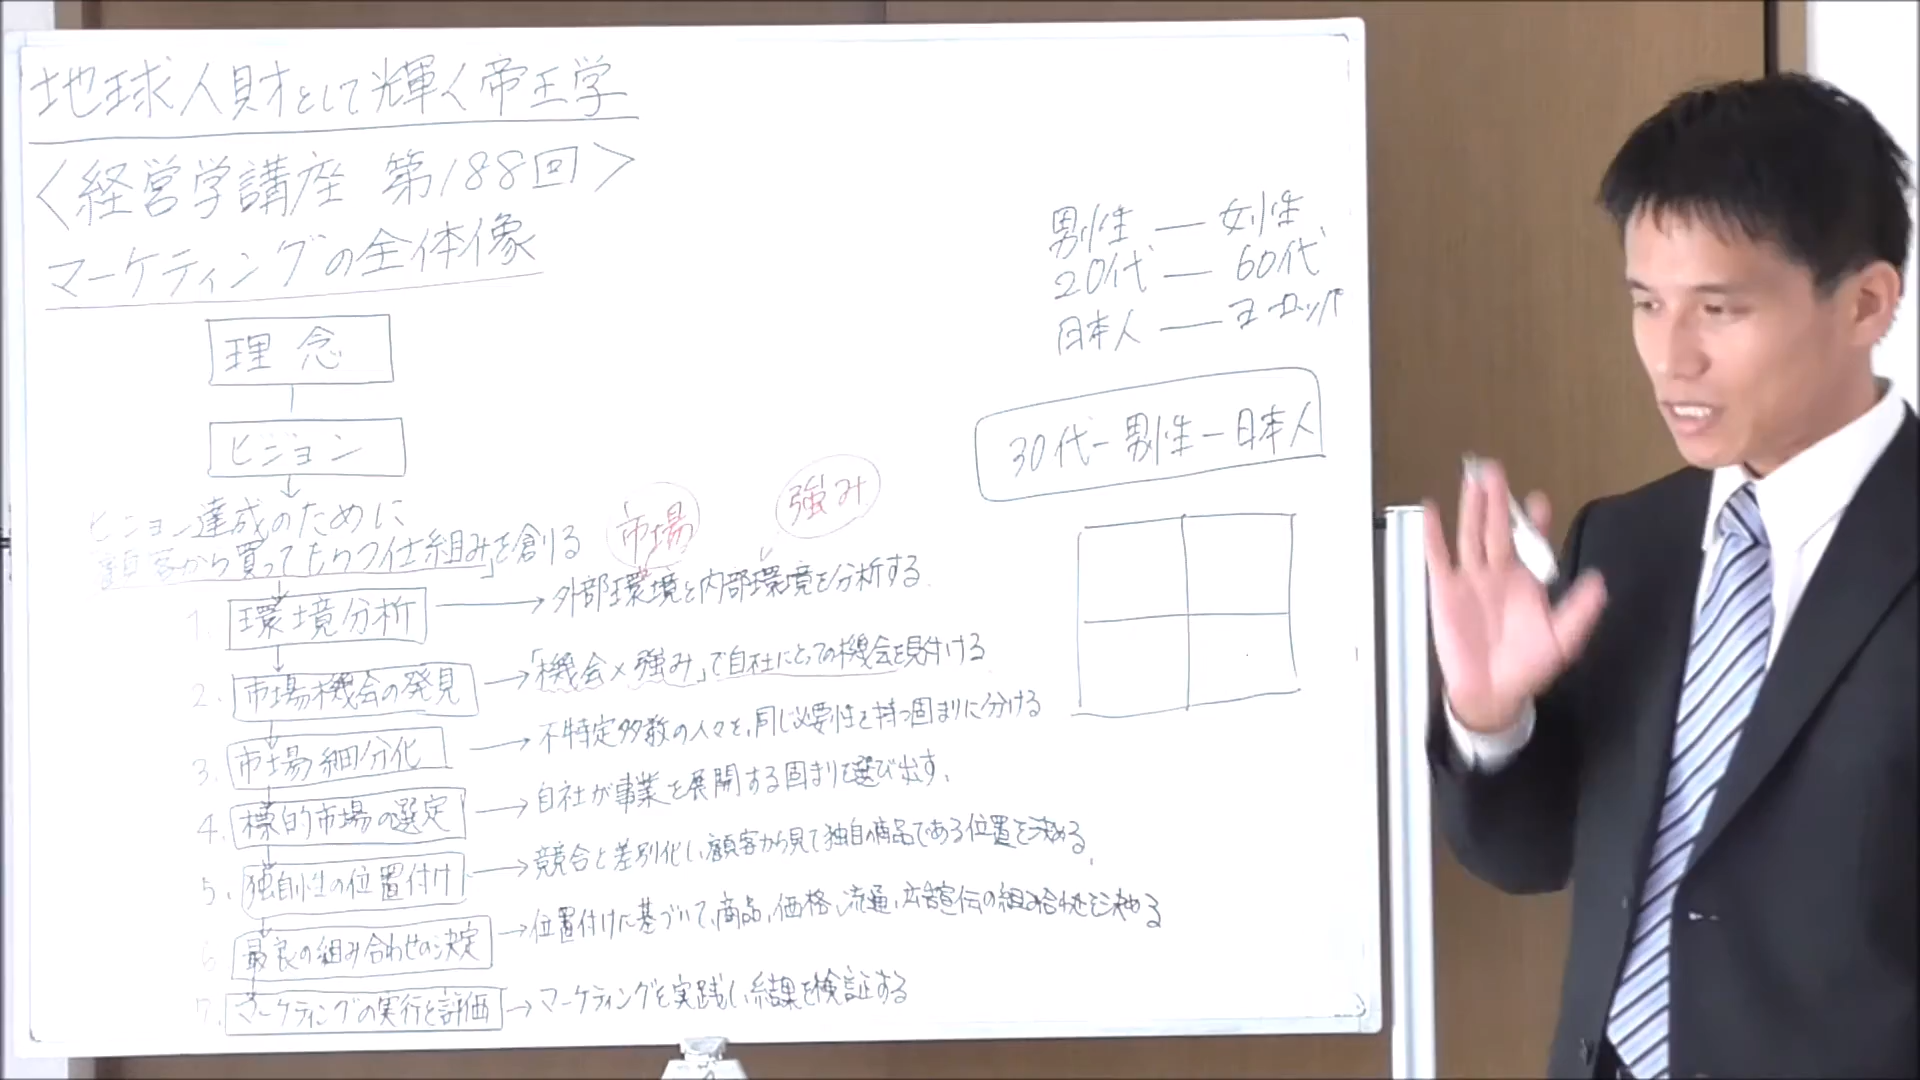 地球人財として輝く帝王学
<経営学講座 第188回>
マーケティングの全体像
理念
ビジョン
ビジョン達成のために
顧客から買ってもらう仕組み」を創る
市場
強み
1. 環境分析 → 外部環境と内部環境を分析する
2. 市場機会の発見 → 「機会×強み」で自社にとっての機会を見付ける
3. 市場細分化 → 不特定多数の人々を、同じ必要性を持つ固まりに分ける
4. 標的市場の選定 → 自社が事業を展開する固まりを選び出す。
5. 独自性の位置付け → 競合と差別化し、顧客から見て独自の商品である位置を決める。
6 最良の組み合わせの決定 → 位置付けに基づいて、商品、価格、流通、広告宣伝の組み合わせを決める
7. マーケティングの実行と評価 → マーケティングを実践し、結果を検証する
男性 ― 女性
20代 ― 60代
日本人 ― ヨーロッパ
30代-男性-日本人